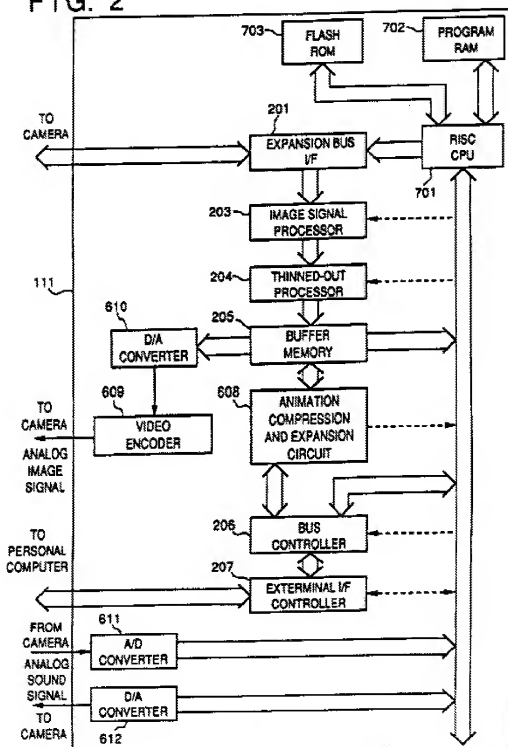 FIG. 2
703
FLASH
ROM
702
PROGRAM
RAM
TO
CAMERA
201
EXPANSION BUS
I/F
RISC
CPU
701
203
IMAGE SIGNAL
PROCESSOR
204
THINNED-OUT
PROCESSOR
111
610
D/A
CONVERTER
205
BUFFER
MEMORY
609
VIDEO
ENCODER
608
ANIMATION
COMPRESSION
AND EXPANSION
CIRCUIT
TO
CAMERA
ANALOG
IMAGE
SIGNAL
206
BUS
CONTROLLER
TO
PERSONAL
COMPUTER
207
EXTERMINAL I/F
CONTROLLER
FROM
CAMERA
ANALOG
SOUND
SIGNAL
TO
CAMERA
611
A/D
CONVERTER
D/A
CONVERTER
612